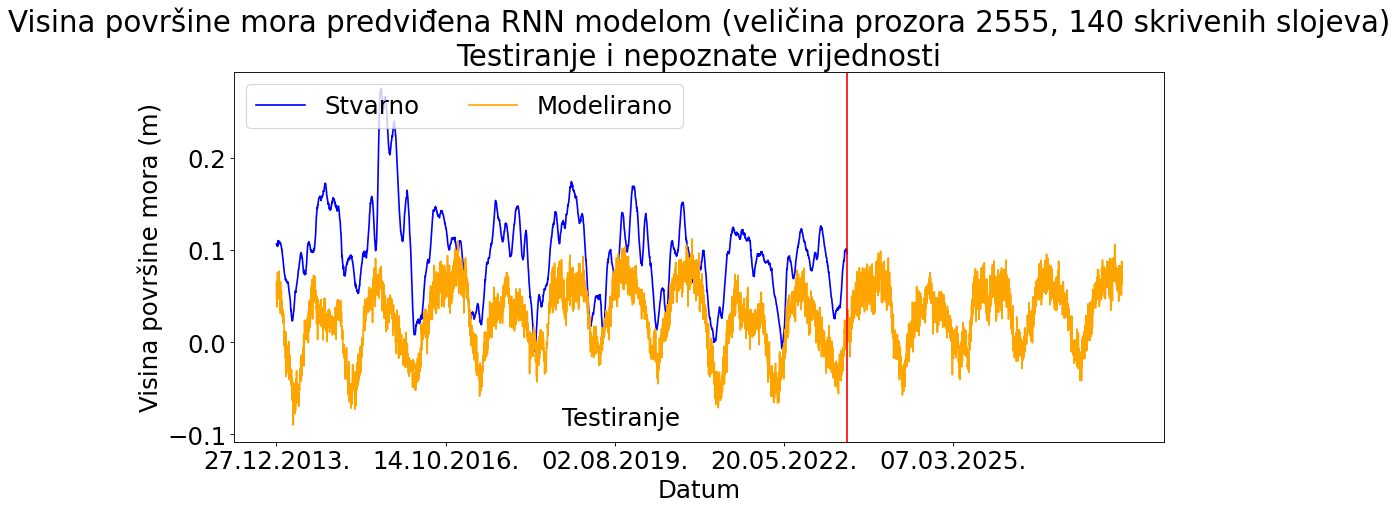 Visina površine mora predviđena RNN modelom (veličina prozora 2555, 140 skrivenih slojeva)
Testiranje i nepoznate vrijednosti
Stvarno
Modelirano
Visina površine mora (m)
0.2
0.1
0.0
−0.1
Testiranje
27.12.2013.
14.10.2016.
02.08.2019.
20.05.2022.
07.03.2025.
Datum